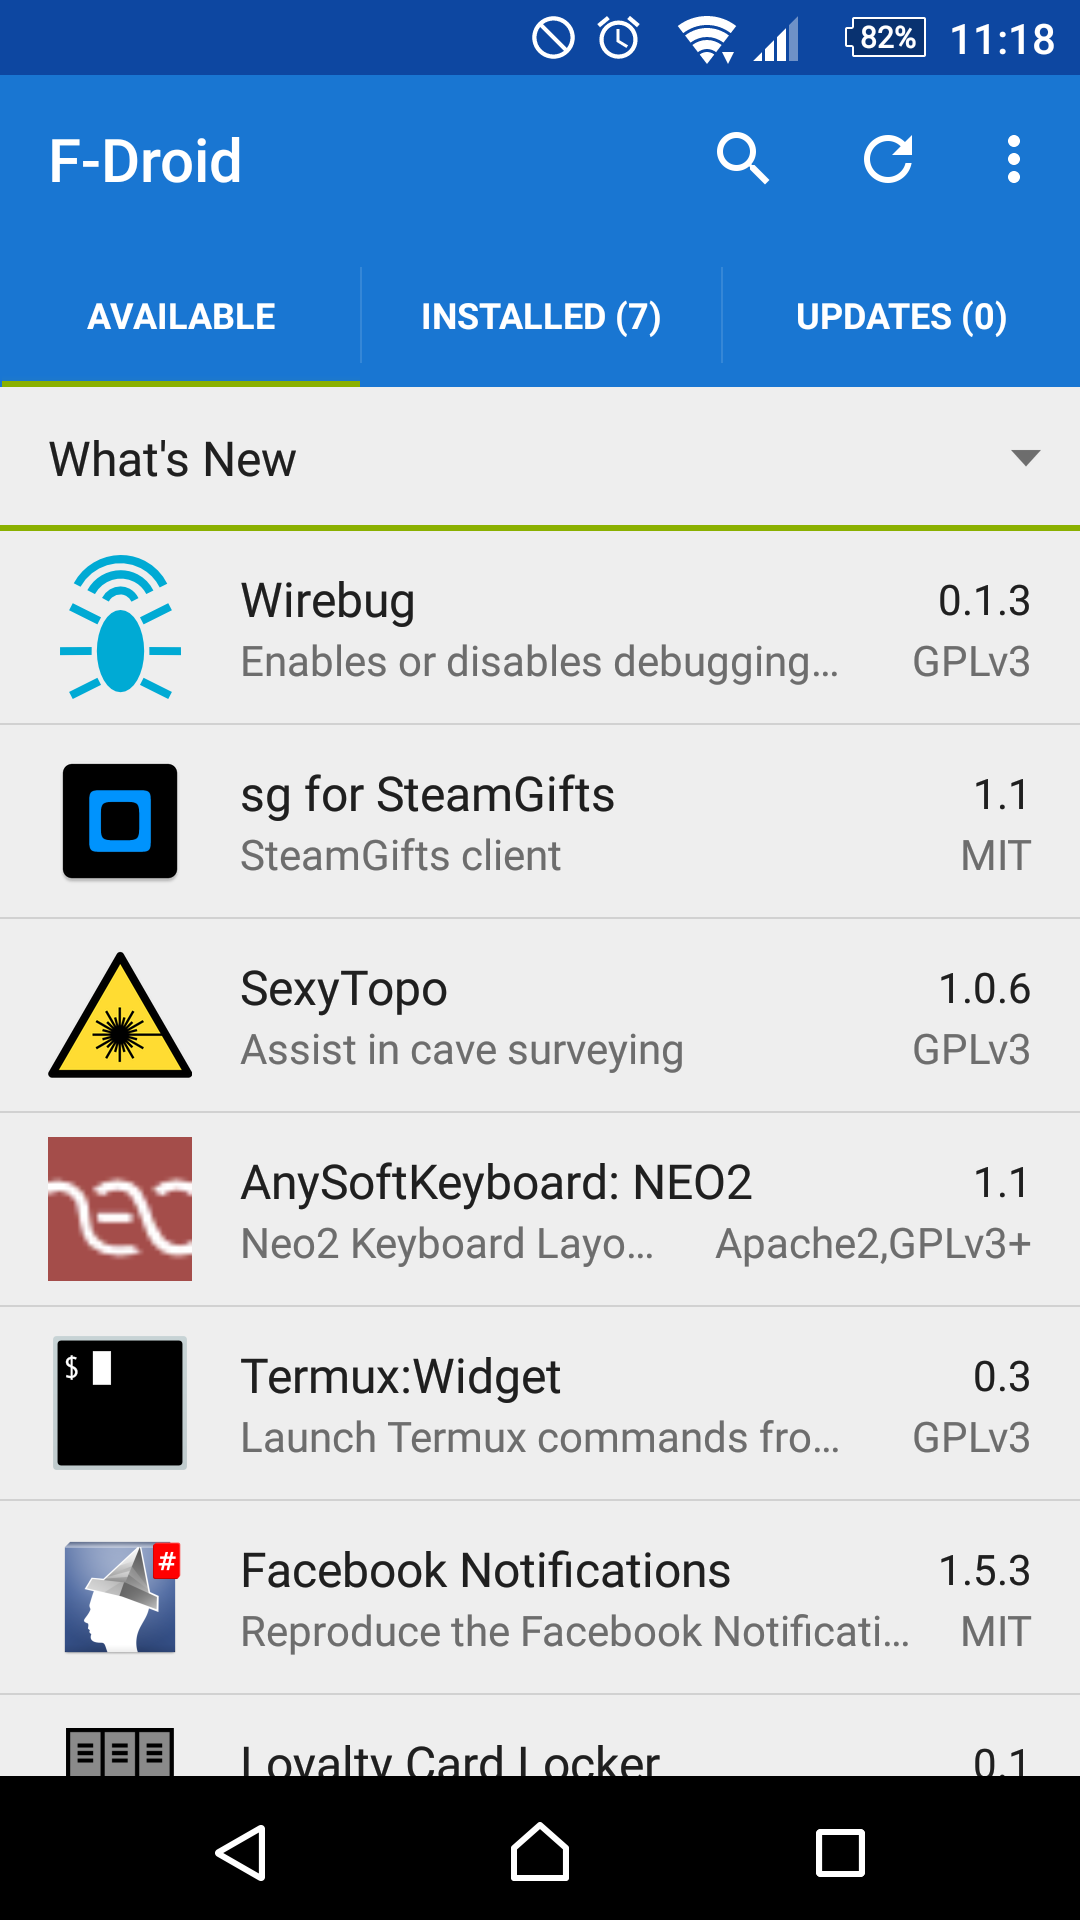 82% 11:18
F-Droid
AVAILABLE INSTALLED (7) UPDATES (0)
What's New
Wirebug 0.1.3
Enables or disables debugging... GPLv3
sg for SteamGifts 1.1
SteamGifts client MIT
SexyTopo 1.0.6
Assist in cave surveying GPLv3
AnySoftKeyboard: NEO2 1.1
Neo2 Keyboard Layo... Apache2,GPLv3+
$
Termux:Widget 0.3
Launch Termux commands fro... GPLv3
#
Facebook Notifications 1.5.3
Reproduce the Facebook Notificati... MIT
Loyalty Card Locker 0.1